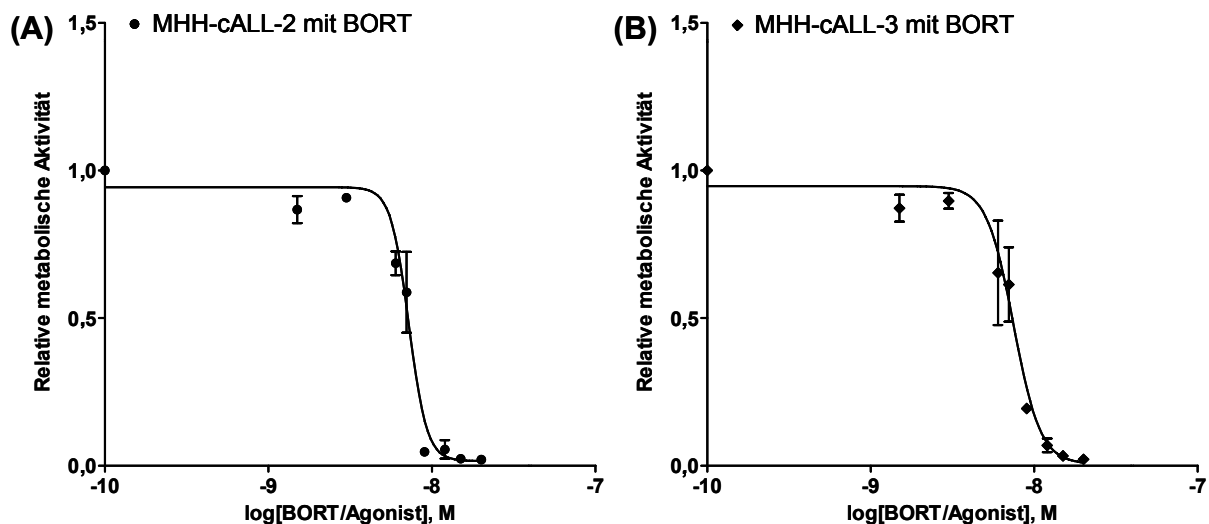 (A)
MHH-cALL-2 mit BORT
Relative metabolische Aktivität
1,5
1,0
0,5
0,0
-10
-9
-8
-7
log[BORT/Agonist], M
(B)
MHH-cALL-3 mit BORT
Relative metabolische Aktivität
1,5
1,0
0,5
0,0
-10
-9
-8
-7
log[BORT/Agonist], M